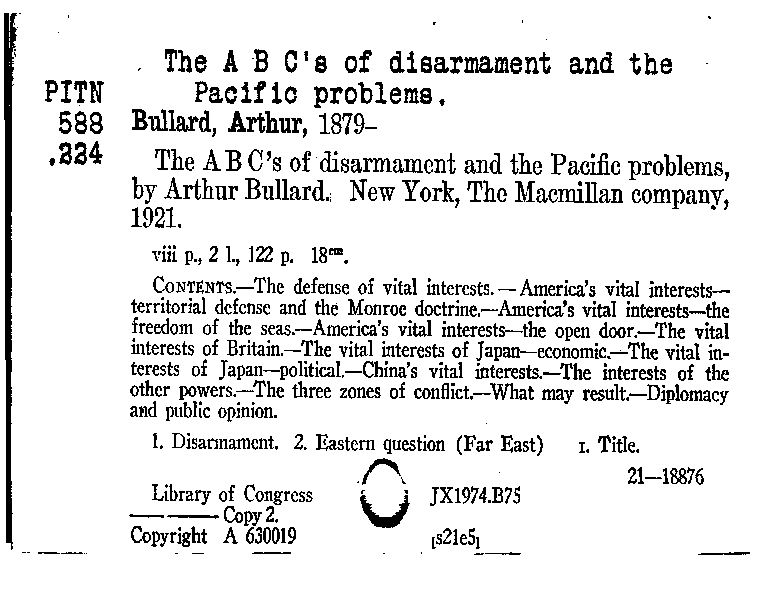 The A B C's of disarmament and the
Pacific problems.
PITN
588
.334
Bullard, Arthur, 1879–
The A B C's of disarmament and the Pacific problems,
by Arthur Bullard. New York, The Macmillan company,
1921.
viii p., 2 l., 122 p. 18cm.
CONTENTS.—The defense of vital interests.—America's vital interests—
territorial defense and the Monroe doctrine.—America's vital interests—the
freedom of the seas.—America's vital interests—the open door.—The vital
interests of Britain.—The vital interests of Japan—economic.—The vital in-
terests of Japan—political.—China's vital interests.—The interests of the
other powers.—The three zones of conflict.—What may result.—Diplomacy
and public opinion.
1. Disarmament. 2. Eastern question (Far East) I. Title.
21—18876
Library of Congress JX1974.B75
——— Copy 2.
Copyright A 630019 [s21e5]